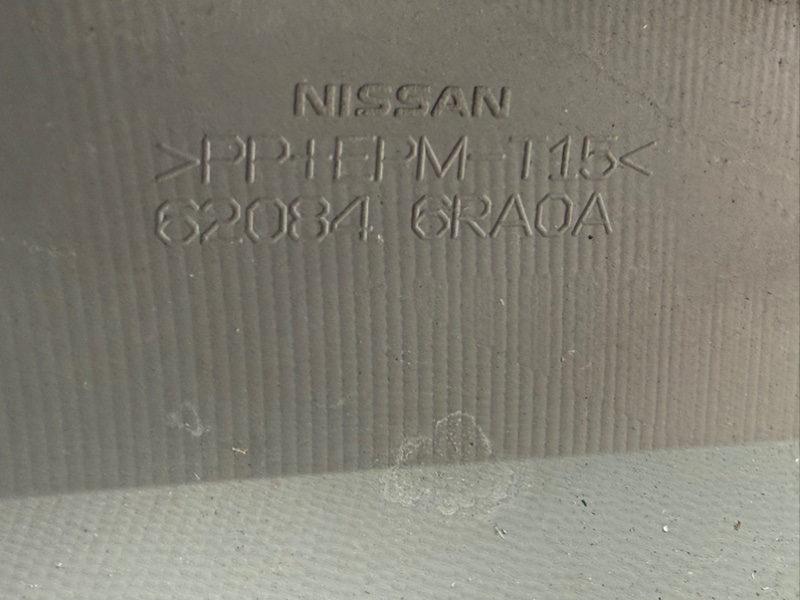 NISSAN
>PP+EPM-T15<
62084 6RA0A